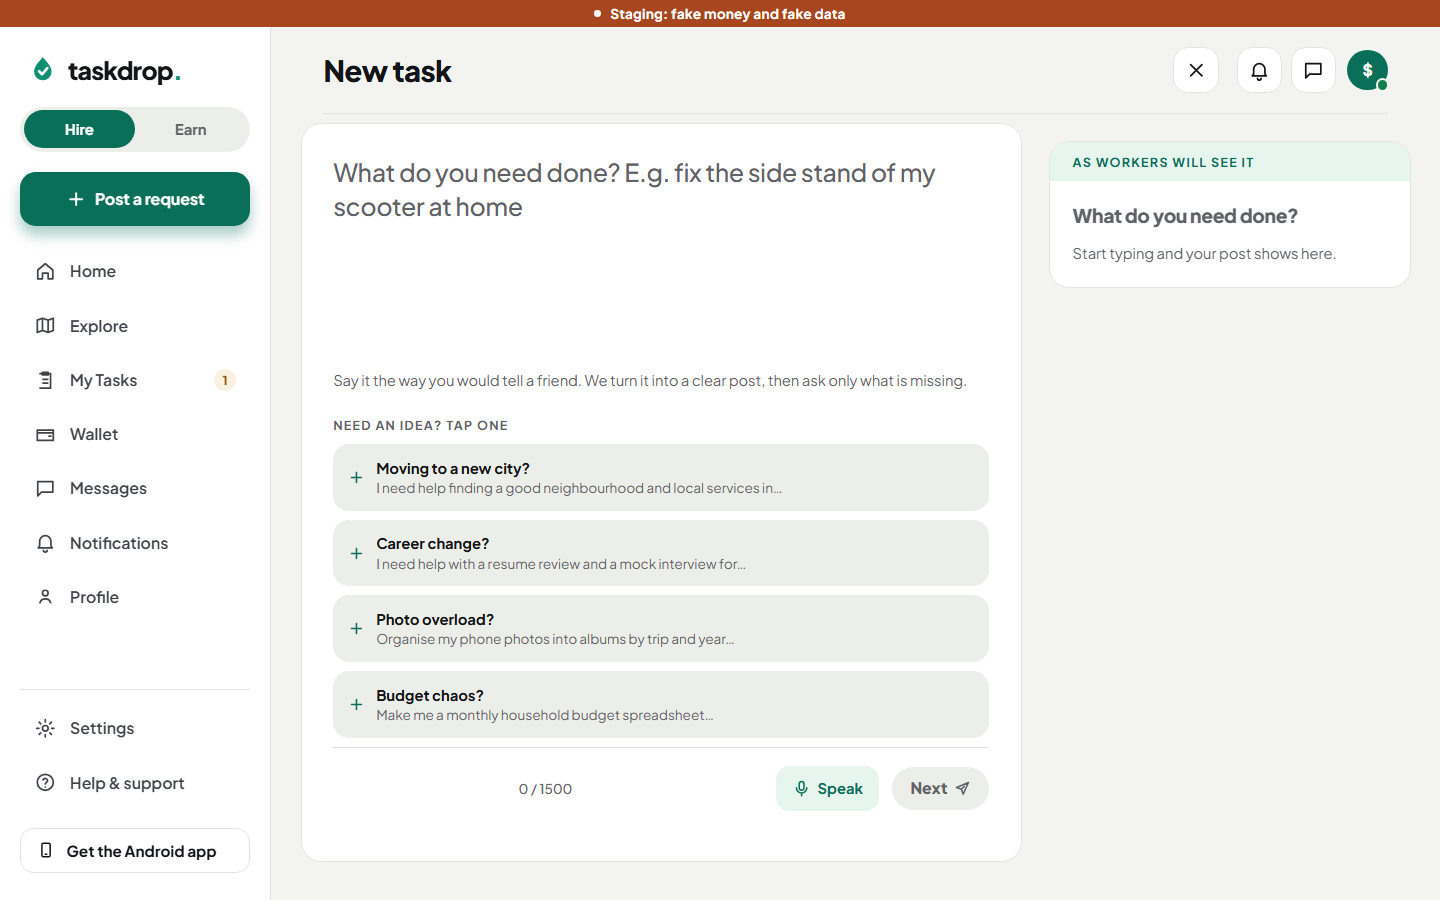 Staging: fake money and fake data
taskdrop.
Hire
Earn
Post a request
Home
Explore
My Tasks
1
Wallet
Messages
Notifications
Profile
Settings
Help & support
Get the Android app
New task
$
What do you need done? E.g. fix the side stand of my
scooter at home
Say it the way you would tell a friend. We turn it into a clear post, then ask only what is missing.
NEED AN IDEA? TAP ONE
Moving to a new city?
I need help finding a good neighbourhood and local services in...
Career change?
I need help with a resume review and a mock interview for...
Photo overload?
Organise my phone photos into albums by trip and year...
Budget chaos?
Make me a monthly household budget spreadsheet...
0 / 1500
Speak
Next
AS WORKERS WILL SEE IT
What do you need done?
Start typing and your post shows here.